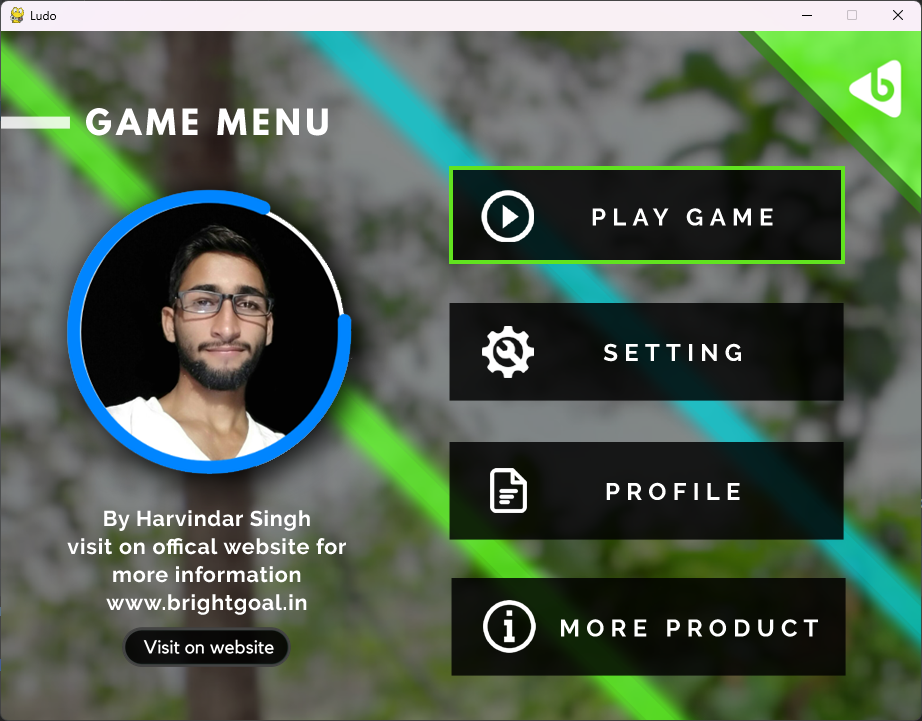 Ludo
GAME MENU
PLAY GAME
SETTING
PROFILE
MORE PRODUCT
By Harvindar Singh
visit on offical website for
more information
www.brightgoal.in
Visit on website